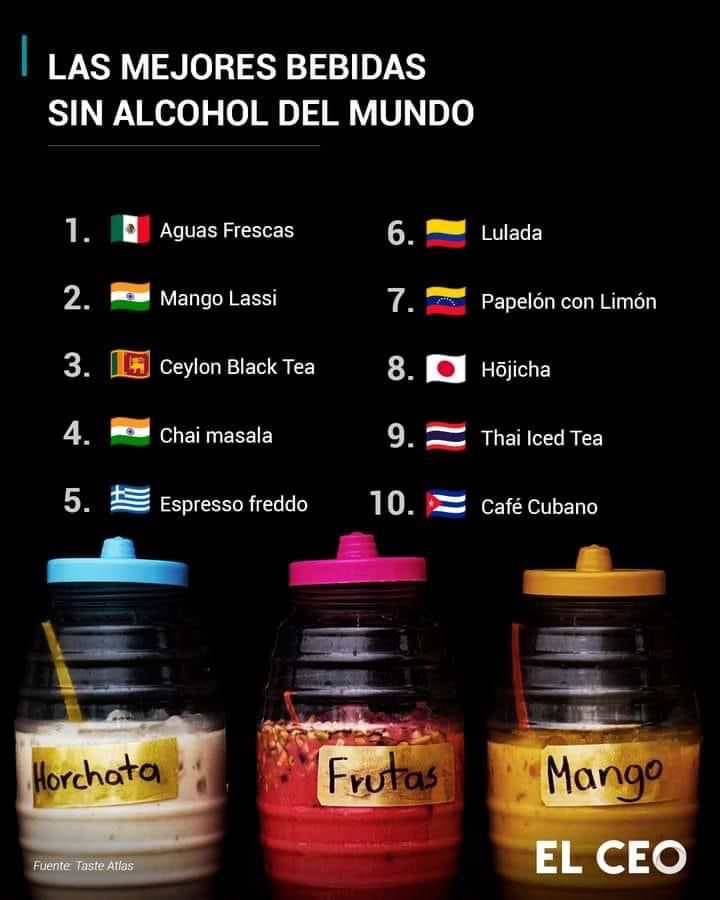 LAS MEJORES BEBIDAS
SIN ALCOHOL DEL MUNDO
1. Aguas Frescas
2. Mango Lassi
3. Ceylon Black Tea
4. Chai masala
5. Espresso freddo
6. Lulada
7. Papelón con Limón
8. Hōjicha
9. Thai Iced Tea
10. Café Cubano
Horchata
Frutas
Mango
Fuente: Taste Atlas
EL CEO